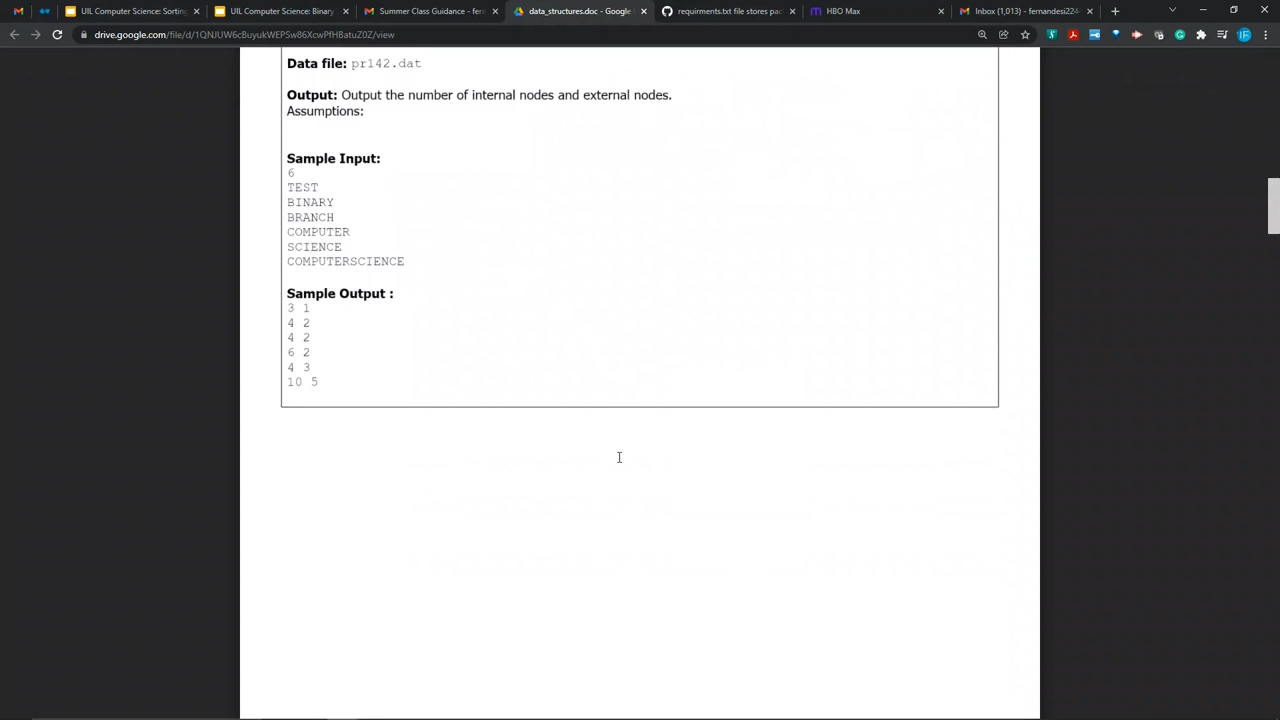 UIL Computer Science: Sorting
UIL Computer Science: Binary
Summer Class Guidance - fern
data_structures.doc - Google
requirments.txt file stores pac
HBO Max
Inbox (1,013) - fernandesi224
drive.google.com/file/d/1QNJUW6cBuyukWEPSw86XcwPfHBatuZ0Z/view
Data file: pr142.dat
Output: Output the number of internal nodes and external nodes.
Assumptions:
Sample Input:
6
TEST
BINARY
BRANCH
COMPUTER
SCIENCE
COMPUTERSCIENCE
Sample Output :
3 1
4 2
4 2
6 2
4 3
10 5